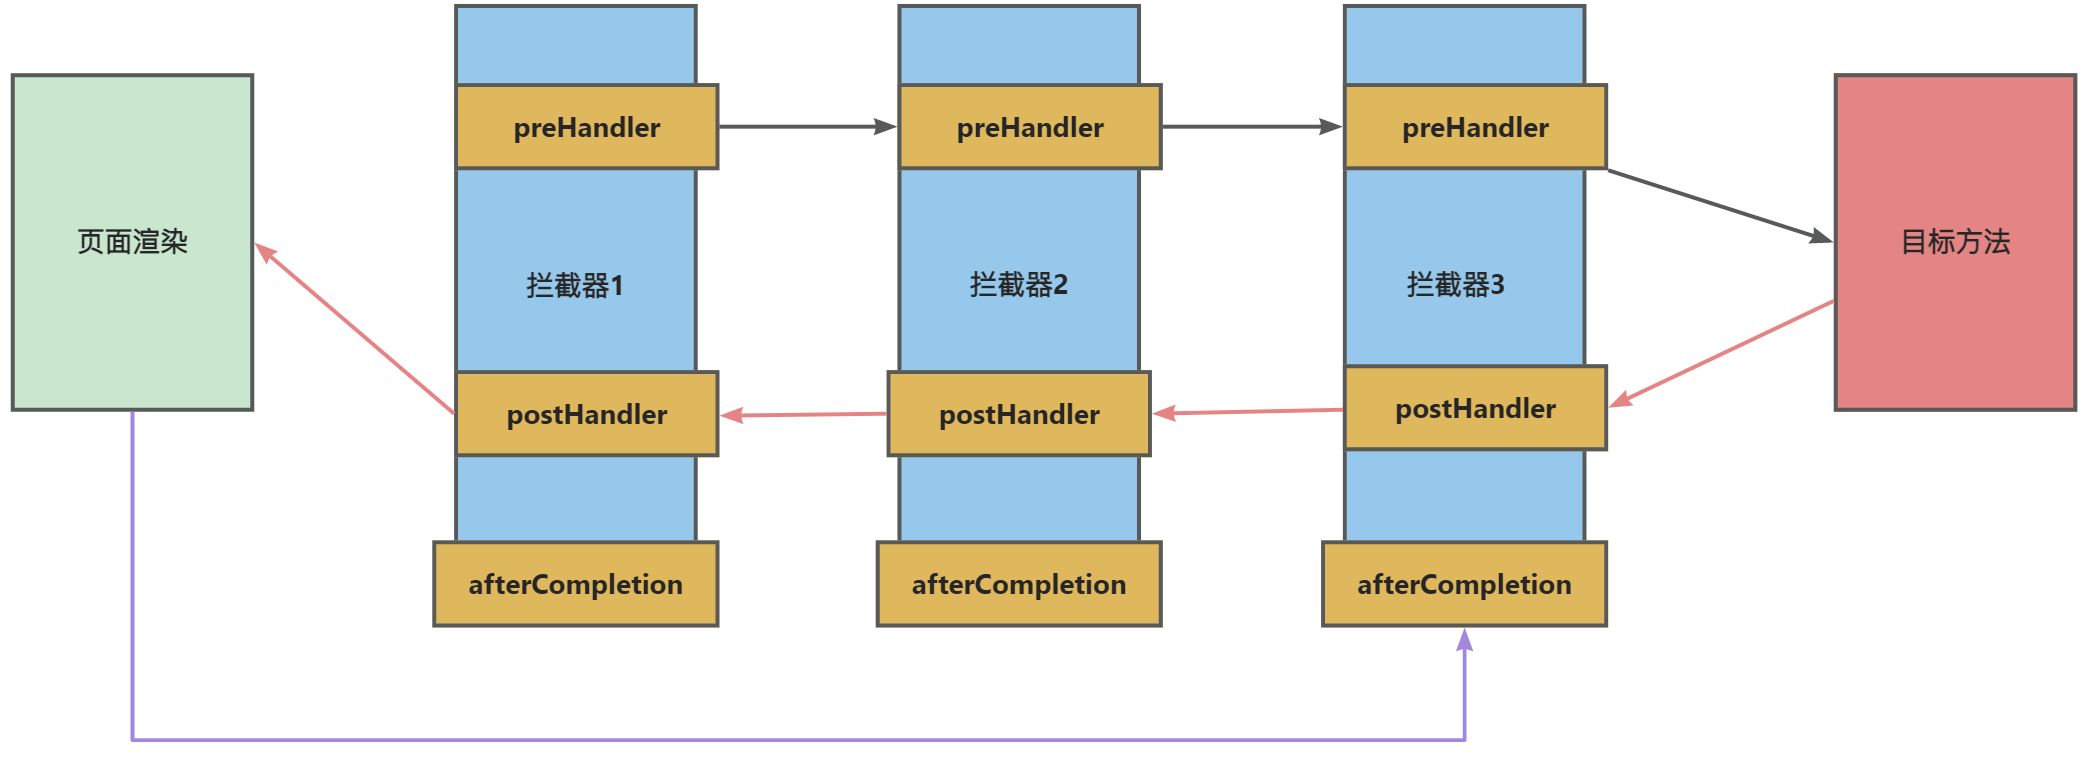 preHandler
preHandler
preHandler
页面渲染
拦截器1
拦截器2
拦截器3
目标方法
postHandler
postHandler
postHandler
afterCompletion
afterCompletion
afterCompletion